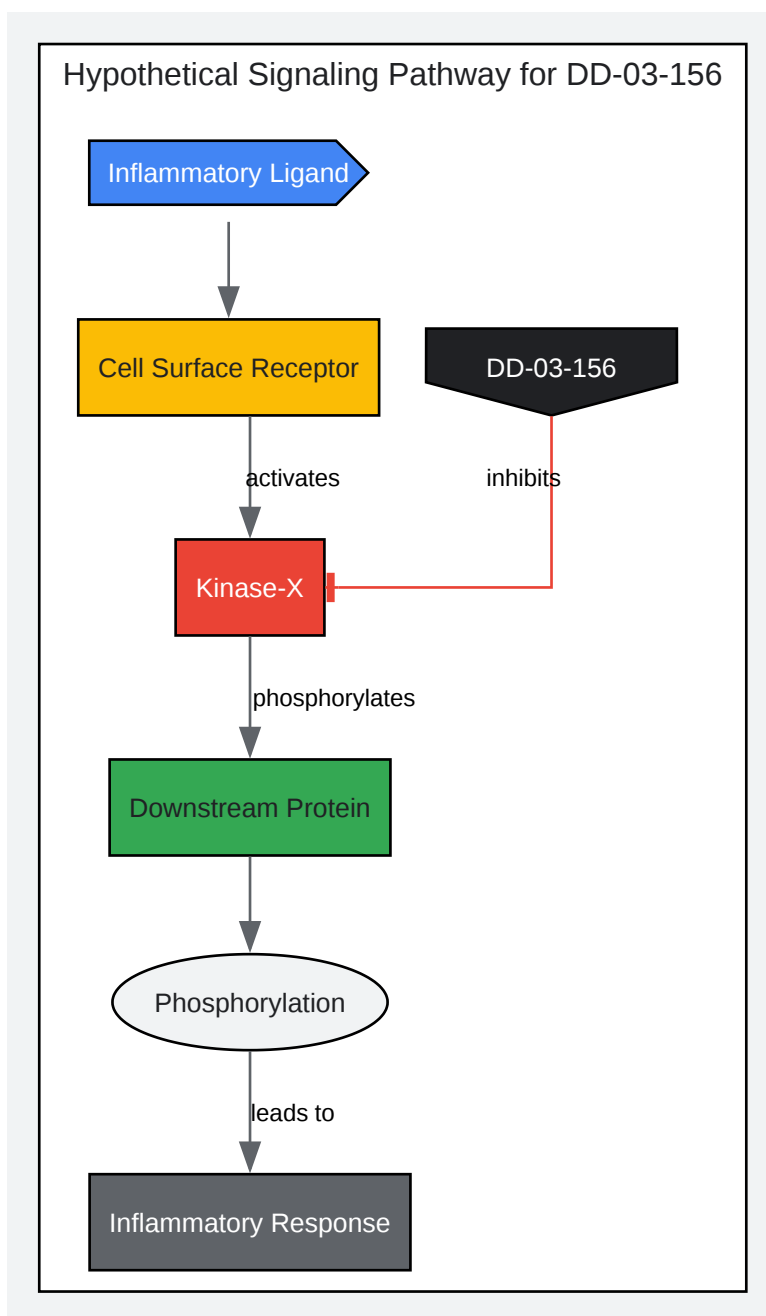 Hypothetical Signaling Pathway for DD-03-156
Inflammatory Ligand
Cell Surface Receptor
DD-03-156
activates
inhibits
Kinase-X
phosphorylates
Downstream Protein
Phosphorylation
leads to
Inflammatory Response